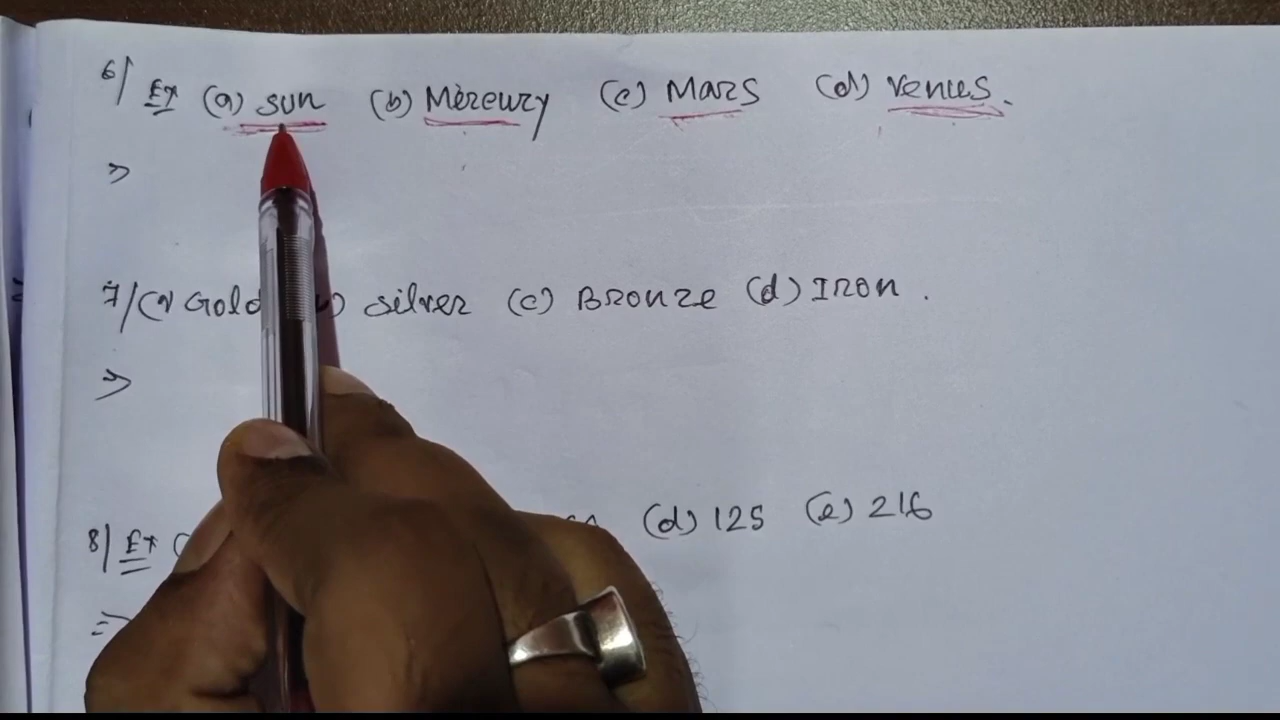 6/ Ex (a) sun (b) Mercury (c) Mars (d) Venus.
⇒
7/ (a) Gold ) silver (c) Bronze (d) Iron .
⇒
8/ Ex ( (d) 125 (e) 216
⇒